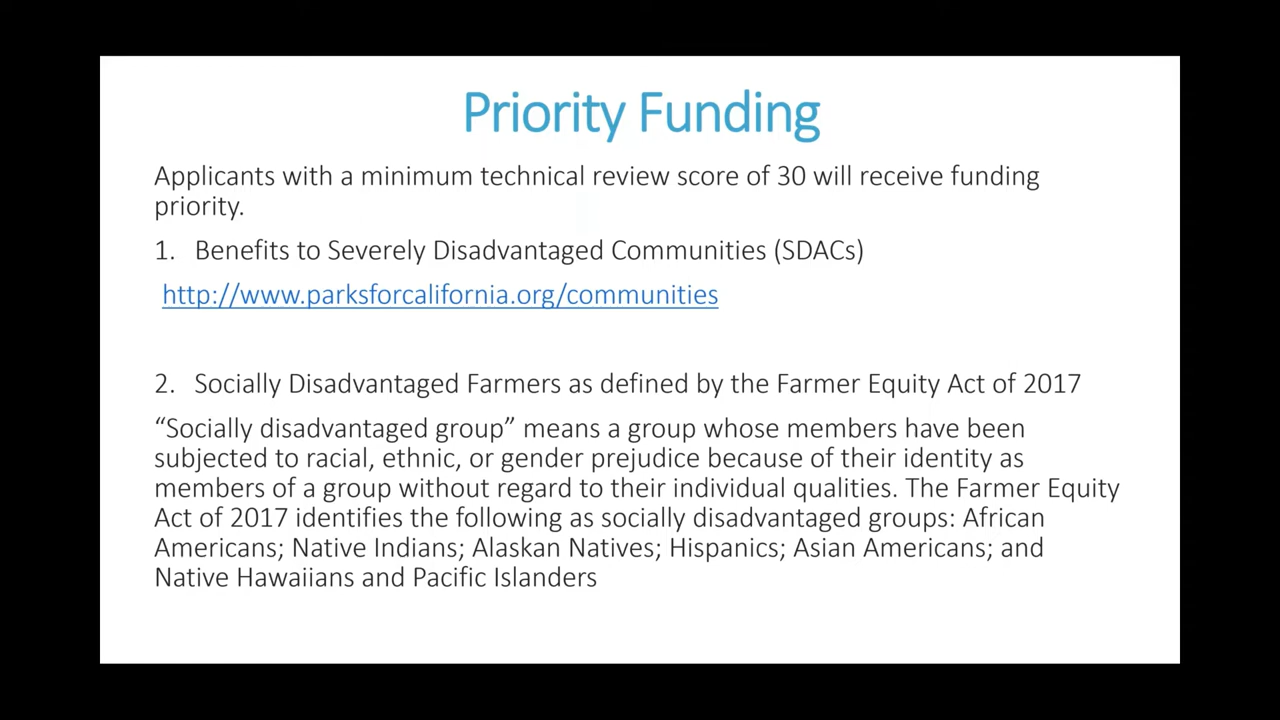 Priority Funding
Applicants with a minimum technical review score of 30 will receive funding
priority.
1. Benefits to Severely Disadvantaged Communities (SDACs)
http://www.parksforcalifornia.org/communities
2. Socially Disadvantaged Farmers as defined by the Farmer Equity Act of 2017
“Socially disadvantaged group” means a group whose members have been
subjected to racial, ethnic, or gender prejudice because of their identity as
members of a group without regard to their individual qualities. The Farmer Equity
Act of 2017 identifies the following as socially disadvantaged groups: African
Americans; Native Indians; Alaskan Natives; Hispanics; Asian Americans; and
Native Hawaiians and Pacific Islanders